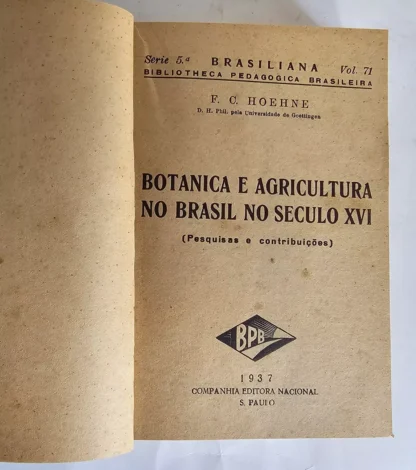 Serie 5.ª BRASILIANA Vol. 71
BIBLIOTHECA PEDAGOGICA BRASILEIRA
F. C. HOEHNE
D. H. Phil. pela Universidade de Goettingen
BOTANICA E AGRICULTURA
NO BRASIL NO SECULO XVI
(Pesquisas e contribuições)
BPB
1937
COMPANHIA EDITORA NACIONAL
S. PAULO